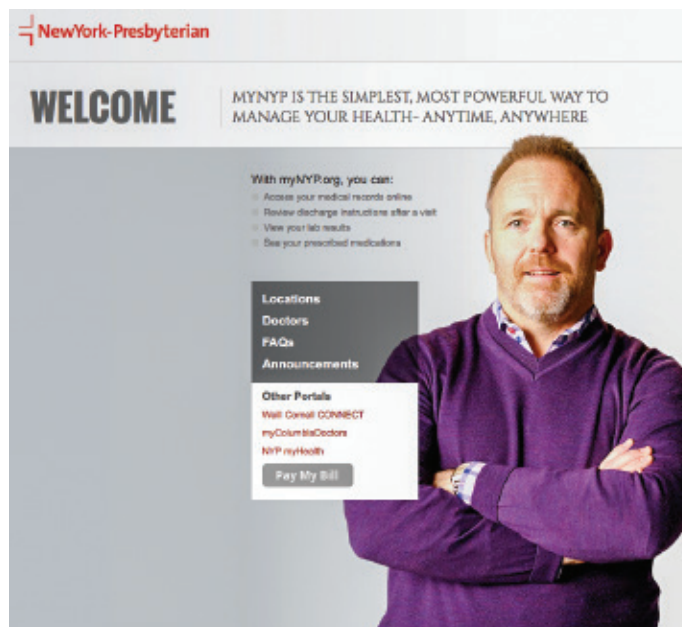 NewYork-Presbyterian
WELCOME
MYNYP IS THE SIMPLEST, MOST POWERFUL WAY TO
MANAGE YOUR HEALTH- ANYTIME, ANYWHERE
With myNYP.org, you can:
Access your medical records online
Review discharge instructions after a visit
View your lab results
See your prescribed medications
Locations
Doctors
FAQs
Announcements
Other Portals
Weill Cornell CONNECT
myColumbiaDoctors
NYP myHealth
Pay My Bill